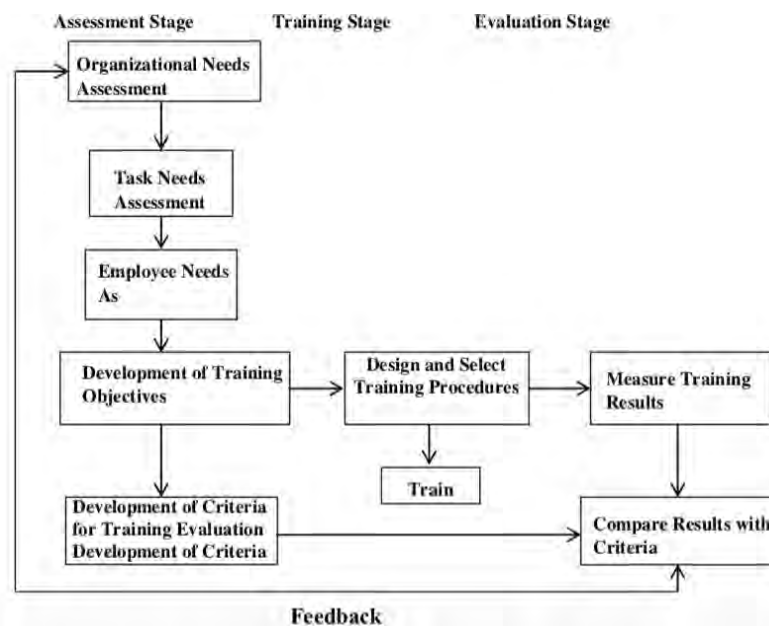 Assessment Stage
Training Stage
Evaluation Stage
Organizational Needs
Assessment
Task Needs
Assessment
Employee Needs
As
Development of Training
Objectives
Design and Select
Training Procedures
Measure Training
Results
Train
Development of Criteria
for Training Evaluation
Development of Criteria
Compare Results with
Criteria
Feedback